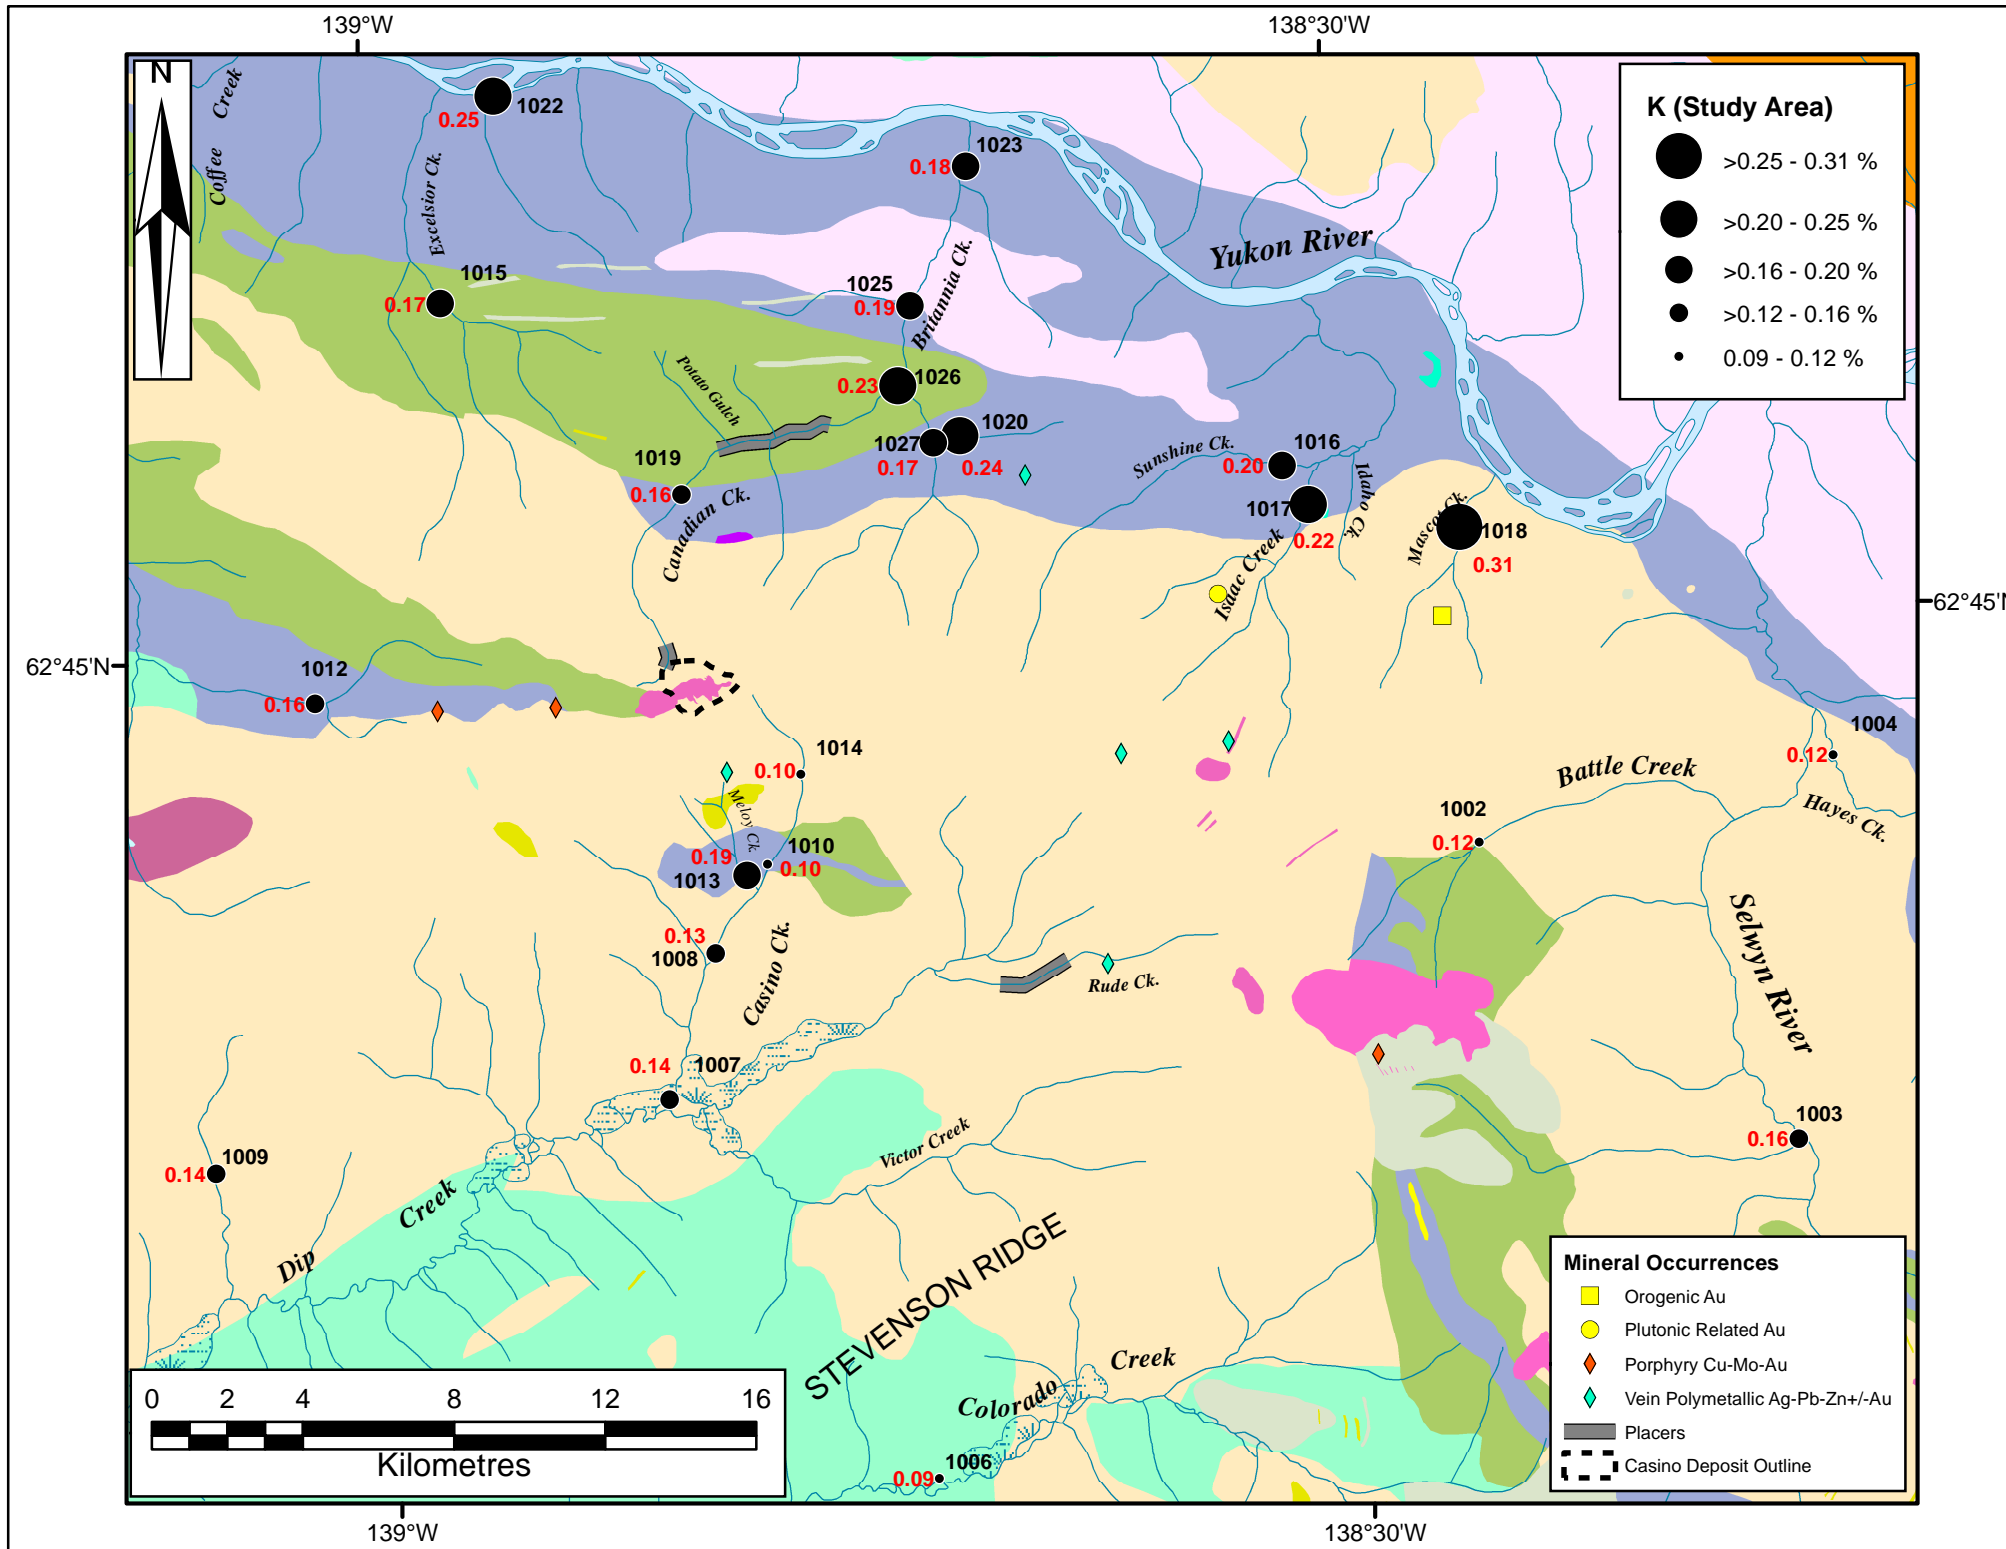 139°W
138°30'W
N
Coffee Creek
Excelsior Ck.
0.25
1022
1023
0.18
K (Study Area)
>0.25 - 0.31 %
>0.20 - 0.25 %
>0.16 - 0.20 %
>0.12 - 0.16 %
0.09 - 0.12 %
Yukon River
1015
0.17
1025
0.19
Britannia Ck.
Potato Gulch
0.23
1026
1020
1027
0.17
0.24
1019
0.16
Canadian Ck.
Sunshine Ck.
1016
0.20
1017
0.22
Idaho Ck.
Isaac Creek
Mascot Ck.
1018
0.31
62°45'N
62°45'N
1012
0.16
1014
0.10
Meloy Ck.
1004
0.12
Battle Creek
Hayes Ck.
1002
0.12
0.19
1010
0.10
1013
Selwyn River
0.13
1008
Casino Ck.
Rude Ck.
0.14
1007
1003
0.16
1009
0.14
Victor Creek
Dip Creek
STEVENSON RIDGE
Colorado Creek
1006
0.09
Mineral Occurrences
Orogenic Au
Plutonic Related Au
Porphyry Cu-Mo-Au
Vein Polymetallic Ag-Pb-Zn+/-Au
Placers
Casino Deposit Outline
0 2 4 8 12 16
Kilometres
139°W
138°30'W